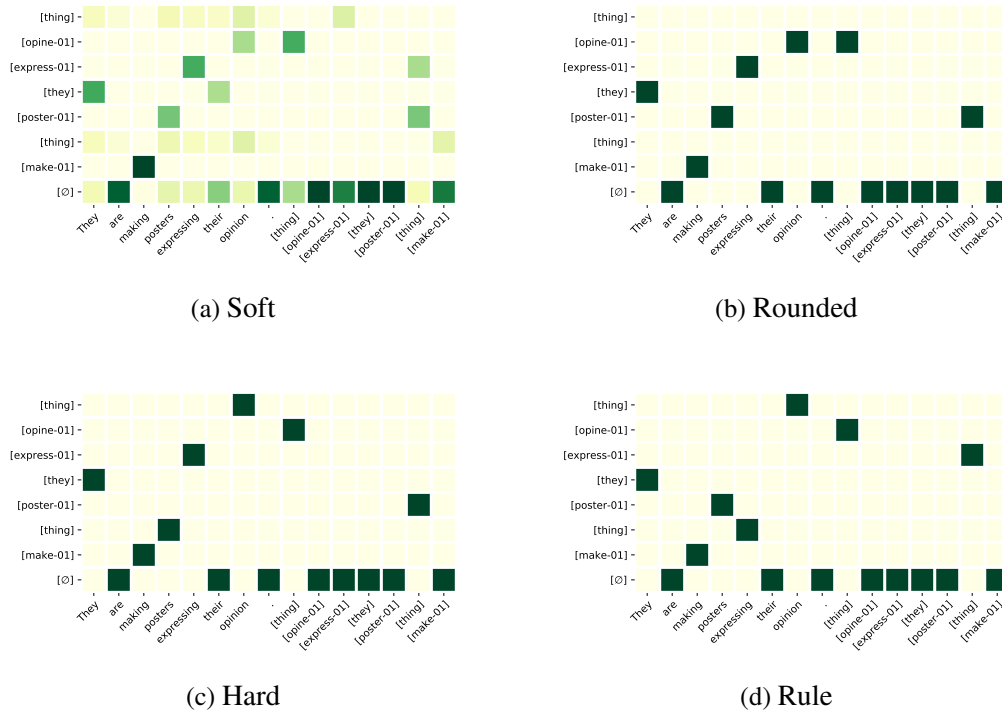 [thing]
[opine-01]
[express-01]
[they]
[poster-01]
[thing]
[make-01]
[∅]
They are making posters expressing their opinion . [thing] [opine-01] [express-01] [they] [poster-01] [thing] [make-01]
(a) Soft
[thing]
[opine-01]
[express-01]
[they]
[poster-01]
[thing]
[make-01]
[∅]
They are making posters expressing their opinion . [thing] [opine-01] [express-01] [they] [poster-01] [thing] [make-01]
(b) Rounded
[thing]
[opine-01]
[express-01]
[they]
[poster-01]
[thing]
[make-01]
[∅]
They are making posters expressing their opinion . [thing] [opine-01] [express-01] [they] [poster-01] [thing] [make-01]
(c) Hard
[thing]
[opine-01]
[express-01]
[they]
[poster-01]
[thing]
[make-01]
[∅]
They are making posters expressing their opinion . [thing] [opine-01] [express-01] [they] [poster-01] [thing] [make-01]
(d) Rule